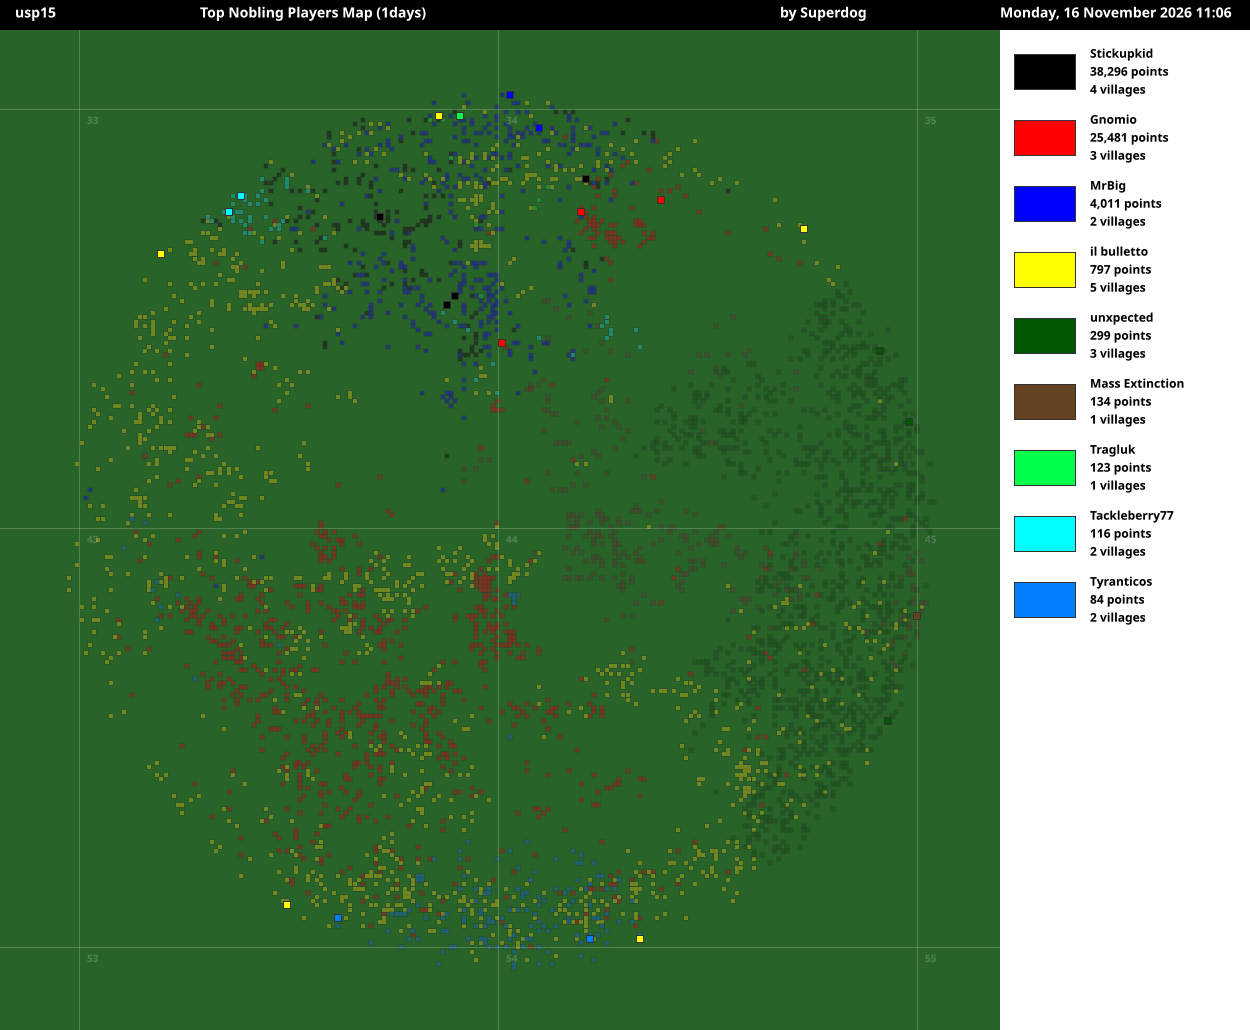 usp15 Top Nobling Players Map (1days) by Superdog Monday, 16 November 2026 11:06
Stickupkid
38,296 points
4 villages
Gnomio
25,481 points
3 villages
MrBig
4,011 points
2 villages
il bulletto
797 points
5 villages
unxpected
299 points
3 villages
Mass Extinction
134 points
1 villages
Tragluk
123 points
1 villages
Tackleberry77
116 points
2 villages
Tyranticos
84 points
2 villages
33 34 35
43 44 45
53 54 55